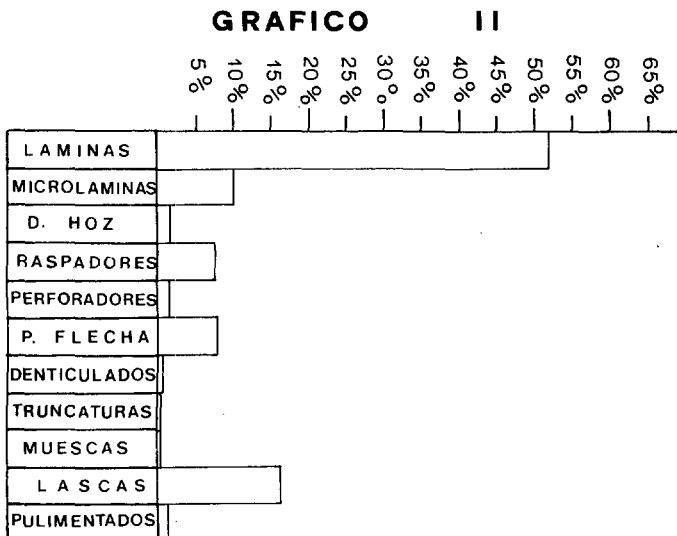 GRAFICO II
5% 10% 15% 20% 25% 30% 35% 40% 45% 50% 55% 60% 65%
LAMINAS
MICROLAMINAS
D. HOZ
RASPADORES
PERFORADORES
P. FLECHA
DENTICULADOS
TRUNCATURAS
MUESCAS
LASCAS
PULIMENTADOS